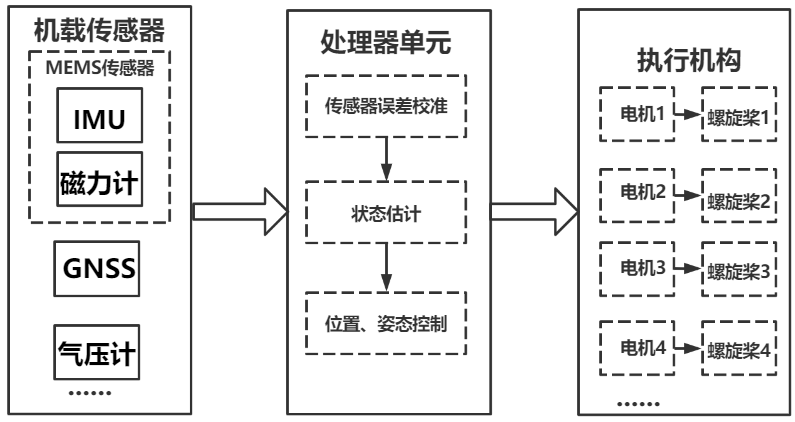 机载传感器
MEMS传感器
IMU
磁力计
GNSS
气压计
······
处理器单元
传感器误差校准
状态估计
位置、姿态控制
执行机构
电机1
螺旋桨1
电机2
螺旋桨2
电机3
螺旋桨3
电机4
螺旋桨4
······